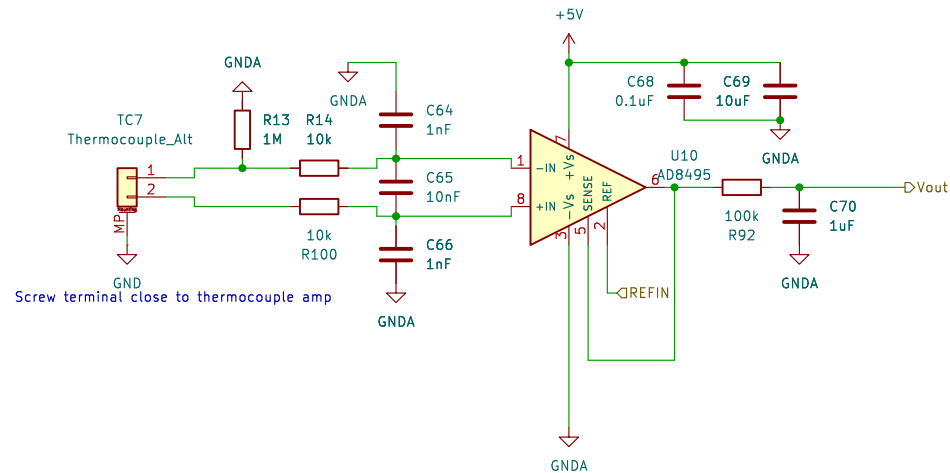 +5V
GNDA
GNDA
C68
0.1uF
C69
10uF
TC7
Thermocouple_Alt
R13
1M
R14
10k
C64
1nF
GNDA
1
2
MP
GND
10k
R100
C65
10nF
C66
1nF
GNDA
1
-IN
8
+IN
7
+Vs
-Vs
3
SENSE
5
REF
2
6
U10
AD8495
REFIN
100k
R92
C70
1uF
GNDA
Vout
Screw terminal close to thermocouple amp
GNDA